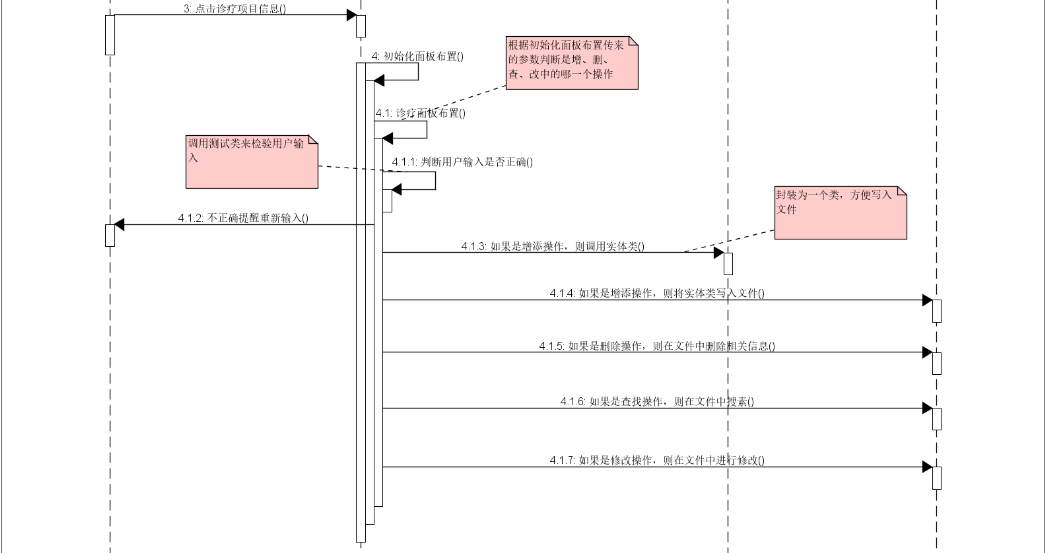 3: 点击诊疗项目信息()
根据初始化面板布置传来
的参数判断是增、删、
查、改中的哪一个操作
4: 初始化面板布置()
4.1: 诊疗面板布置()
调用测试类来检验用户输
入
4.1.1: 判断用户输入是否正确()
封装为一个类，方便写入
文件
4.1.2: 不正确提醒重新输入()
4.1.3: 如果是增添操作，则调用实体类()
4.1.4: 如果是增添操作，则将实体类写入文件()
4.1.5: 如果是删除操作，则在文件中删除相关信息()
4.1.6: 如果是查找操作，则在文件中搜素()
4.1.7: 如果是修改操作，则在文件中进行修改()